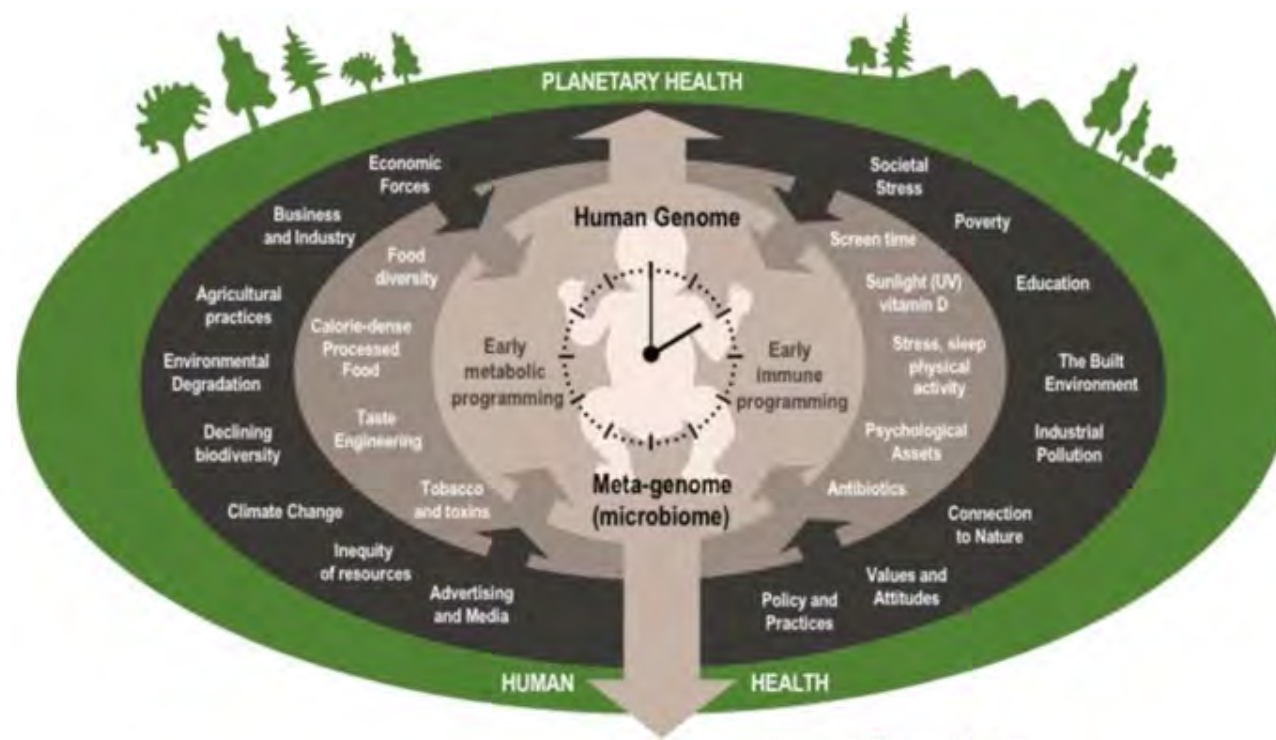 PLANETARY HEALTH
Economic
Forces
Business
and Industry
Agricultural
practices
Environmental
Degradation
Declining
biodiversity
Climate Change
Inequity
of resources
Advertising
and Media
Food
diversity
Calorie-dense
Processed
Food
Taste
Engineering
Tobacco
and toxins
Human Genome
Early
metabolic
programming
Early
immune
programming
Meta-genome
(microbiome)
Screen time
Sunlight (UV)
vitamin D
Stress, sleep
physical
activity
Psychological
Assets
Antibiotics
Societal
Stress
Poverty
Education
The Built
Environment
Industrial
Pollution
Connection
to Nature
Values and
Attitudes
Policy and
Practices
HUMAN HEALTH